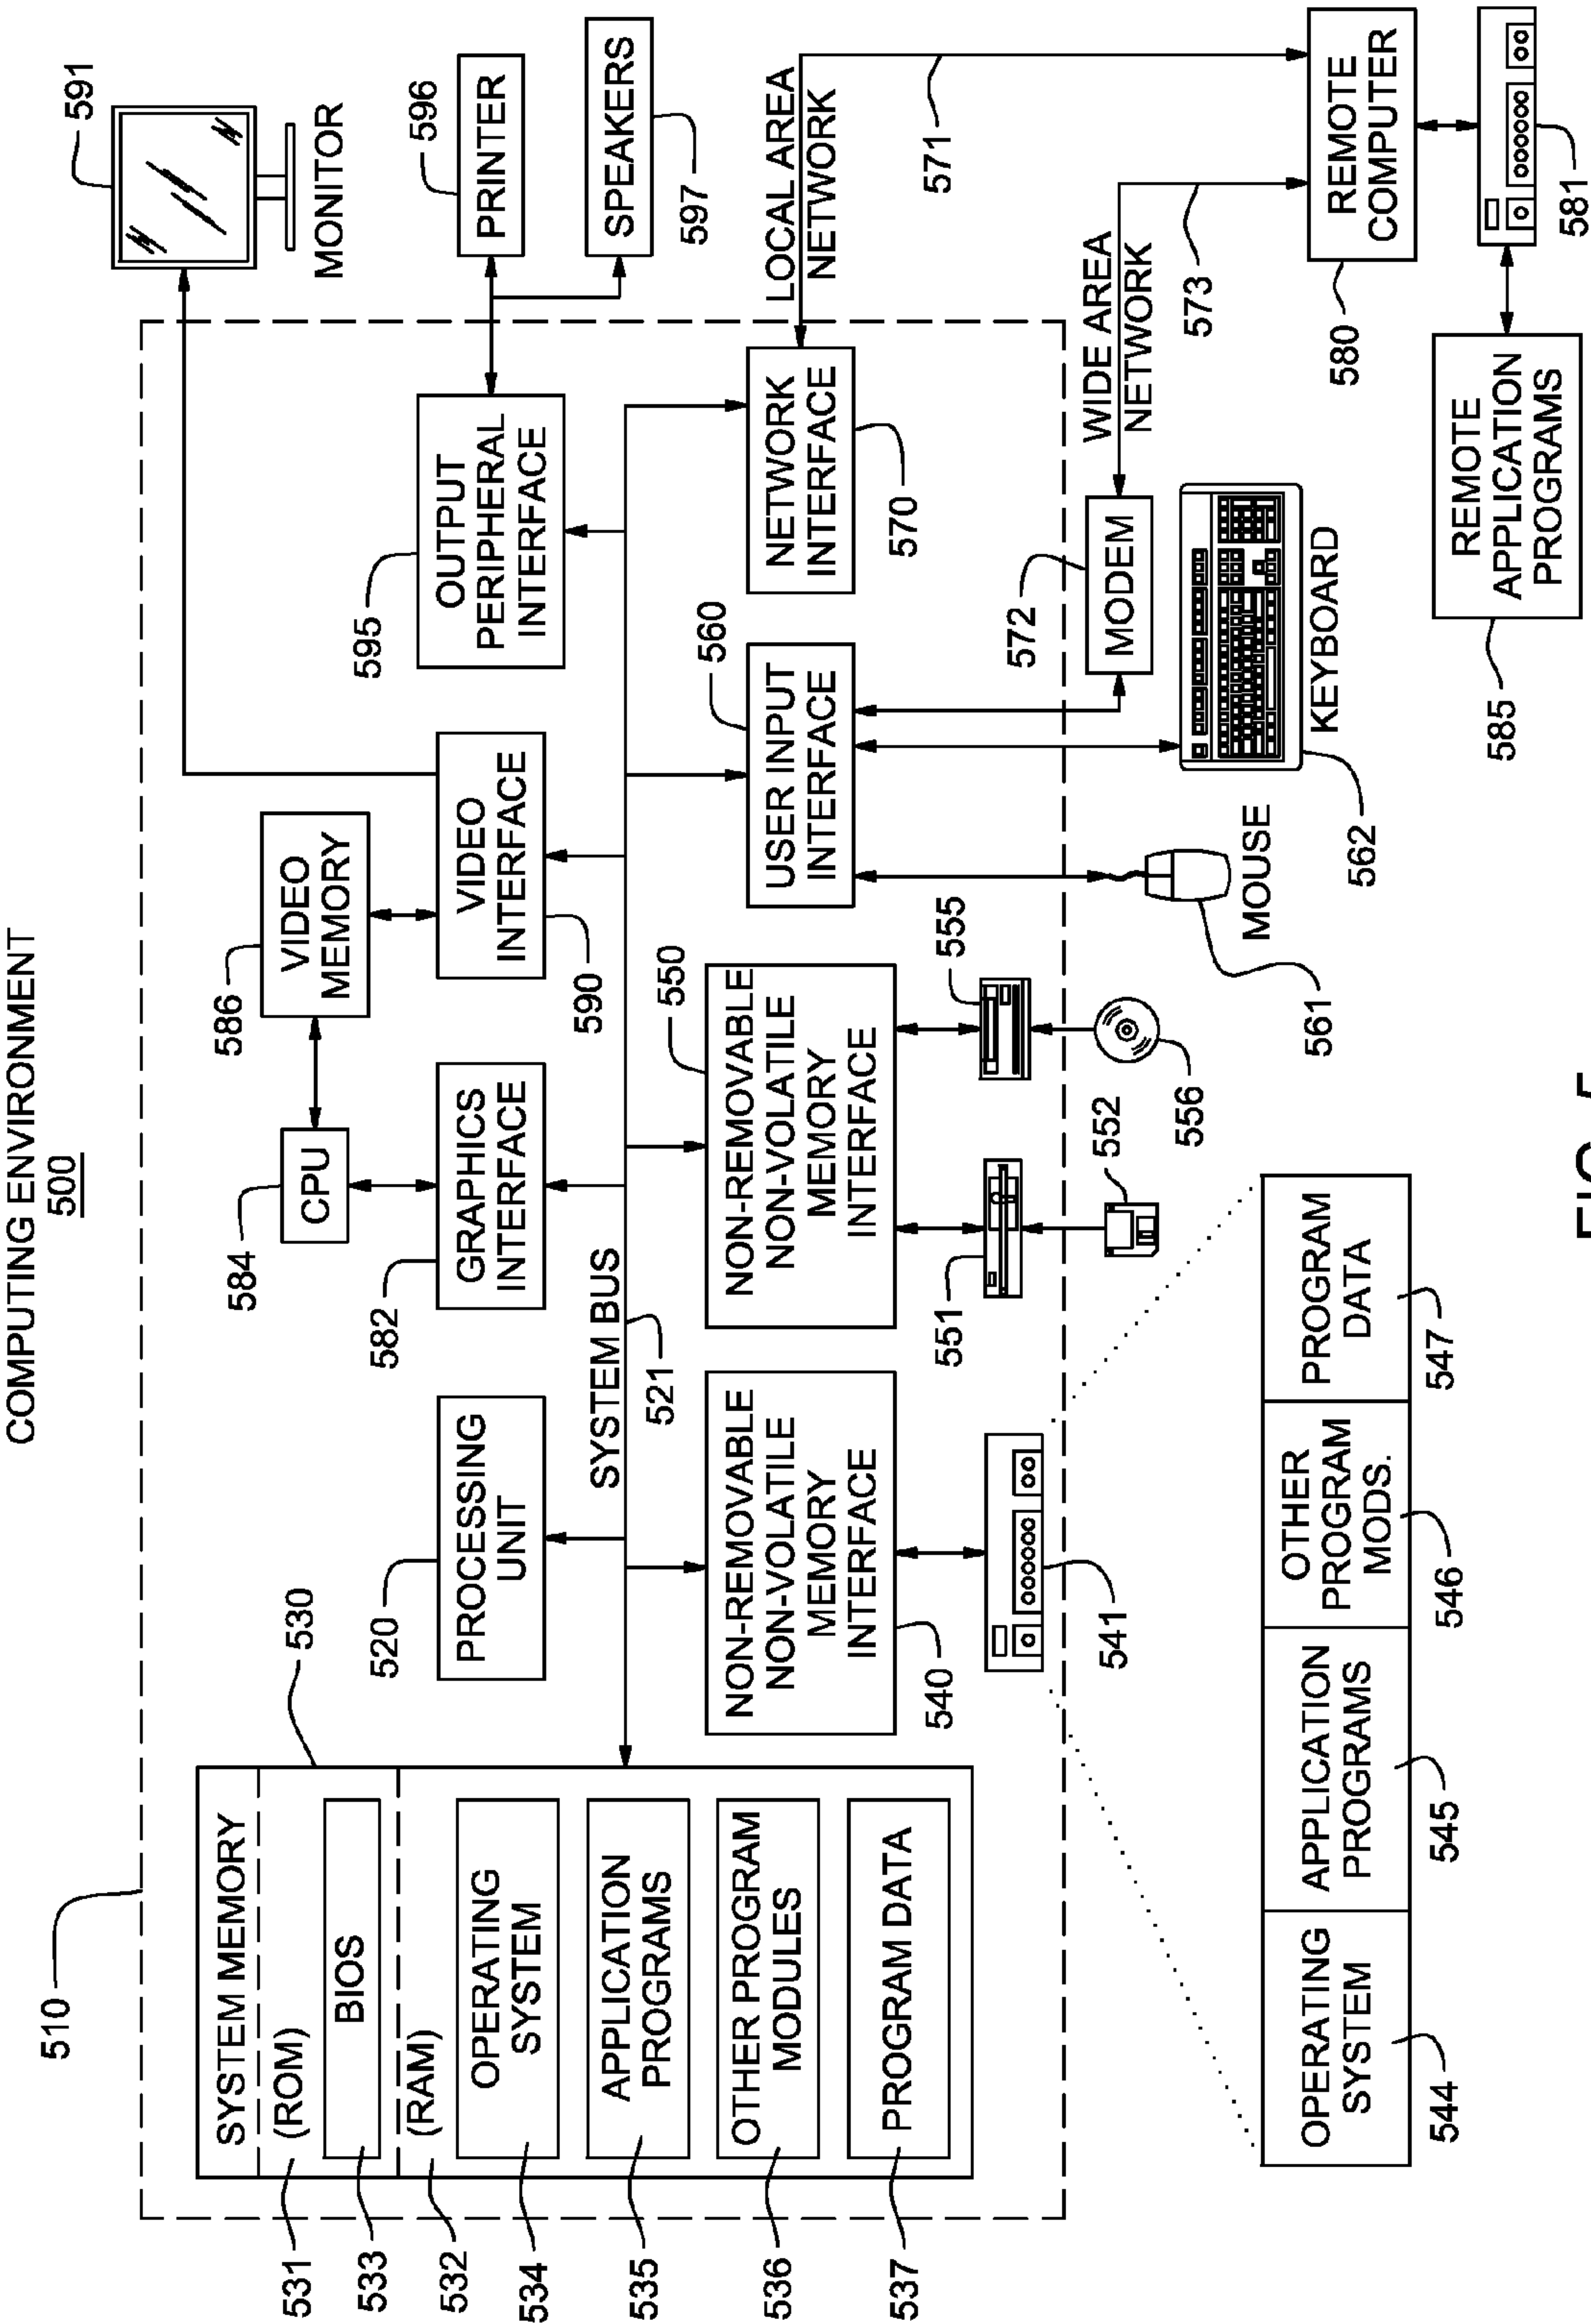 COMPUTING ENVIRONMENT
500
510
591
MONITOR
586
VIDEO
MEMORY
584
CPU
596
PRINTER
SPEAKERS
597
530
SYSTEM MEMORY
531
(ROM)
533
BIOS
532
(RAM)
534
OPERATING
SYSTEM
535
APPLICATION
PROGRAMS
536
OTHER PROGRAM
MODULES
537
PROGRAM DATA
520
PROCESSING
UNIT
582
GRAPHICS
INTERFACE
VIDEO
INTERFACE
590
595
OUTPUT
PERIPHERAL
INTERFACE
SYSTEM BUS
521
NON-REMOVABLE
NON-VOLATILE
MEMORY
INTERFACE
540
550
NON-REMOVABLE
NON-VOLATILE
MEMORY
INTERFACE
560
USER INPUT
INTERFACE
NETWORK
INTERFACE
570
LOCAL AREA
NETWORK
571
541
551
555
552
556
561
MOUSE
572
MODEM
WIDE AREA
NETWORK
573
562
KEYBOARD
580
REMOTE
COMPUTER
581
585
REMOTE
APPLICATION
PROGRAMS
OPERATING
SYSTEM
544
APPLICATION
PROGRAMS
545
OTHER
PROGRAM
MODS.
546
PROGRAM
DATA
547